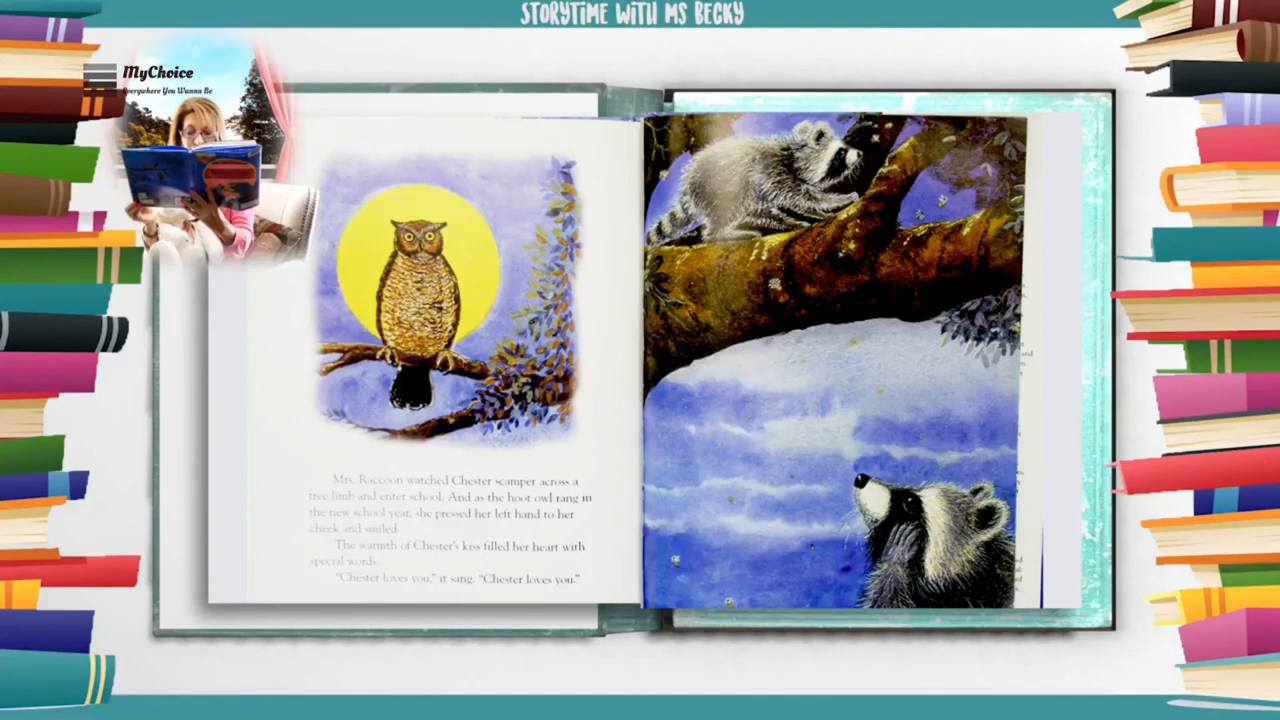 STORYTIME WITH MS BECKY
MyChoice
Everywhere You Wanna Be
Mrs. Raccoon watched Chester scamper across a
tree limb and enter school. And as the hoot owl rang in
the new school year, she pressed her left hand to her
cheek and smiled.
The warmth of Chester's kiss filled her heart with
special words.
"Chester loves you," it sang. "Chester loves you."
and